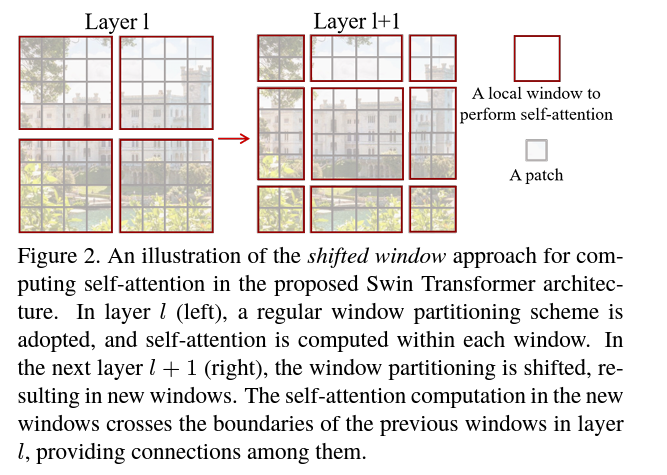 Layer l
Layer l+1
A local window to
perform self-attention
A patch
Figure 2. An illustration of the shifted window approach for com-
puting self-attention in the proposed Swin Transformer architec-
ture. In layer l (left), a regular window partitioning scheme is
adopted, and self-attention is computed within each window. In
the next layer l + 1 (right), the window partitioning is shifted, re-
sulting in new windows. The self-attention computation in the new
windows crosses the boundaries of the previous windows in layer
l, providing connections among them.